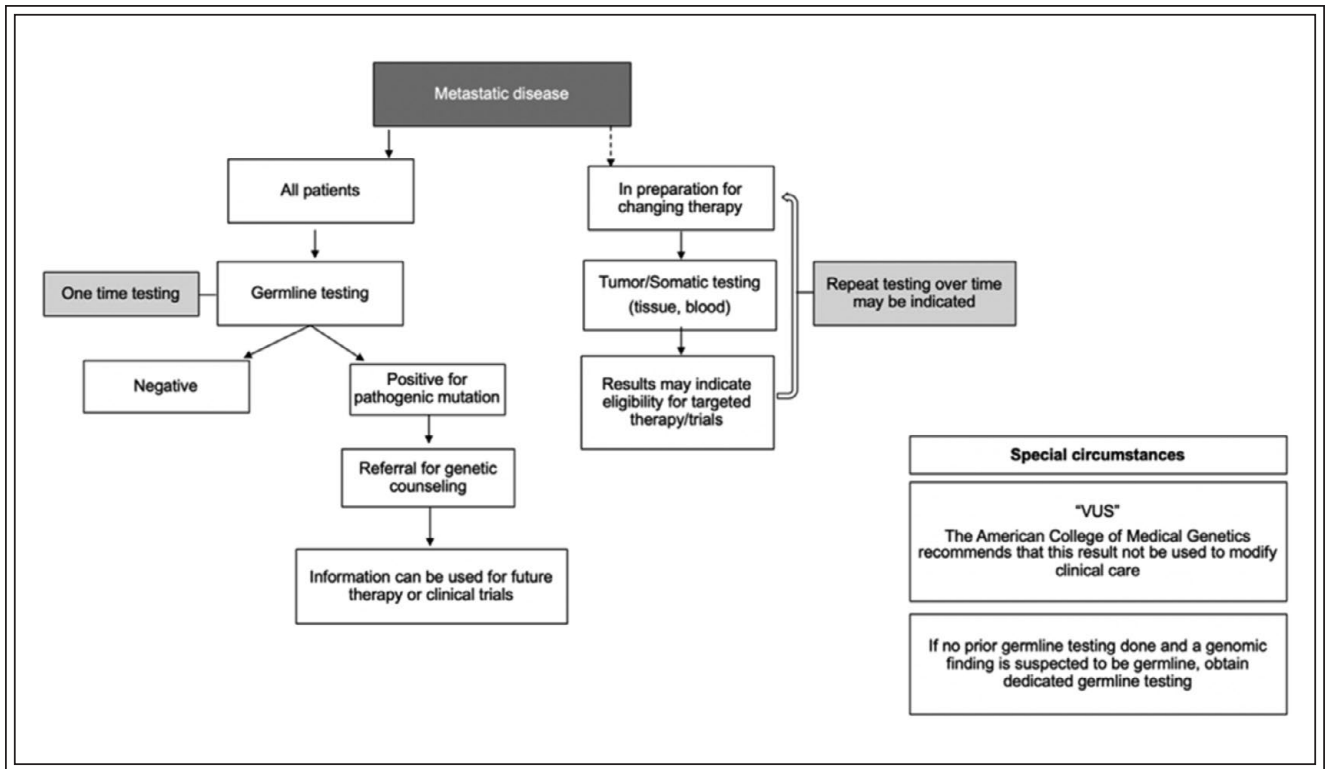 Metastatic disease
All patients
In preparation for
changing therapy
One time testing
Germline testing
Tumor/Somatic testing
(tissue, blood)
Repeat testing over time
may be indicated
Negative
Positive for
pathogenic mutation
Results may indicate
eligibility for targeted
therapy/trials
Referral for genetic
counseling
Information can be used for future
therapy or clinical trials
Special circumstances
“VUS”
The American College of Medical Genetics
recommends that this result not be used to modify
clinical care
If no prior germline testing done and a genomic
finding is suspected to be germline, obtain
dedicated germline testing